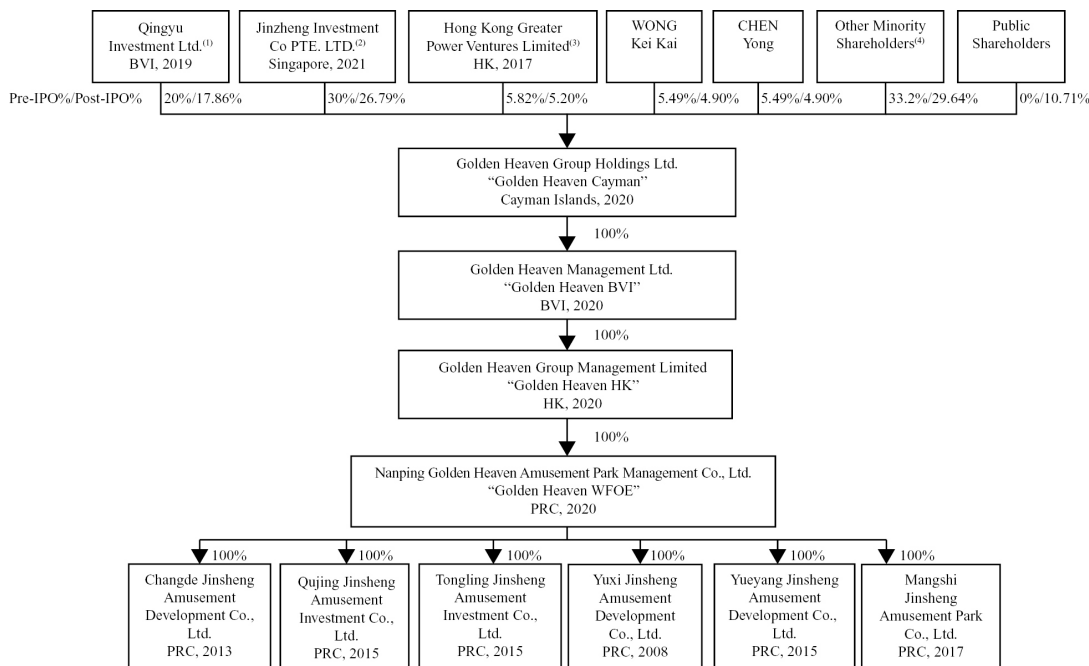 Qingyu
Investment Ltd.(1)
BVI, 2019
Jinzheng Investment
Co PTE. LTD.(2)
Singapore, 2021
Hong Kong Greater
Power Ventures Limited(3)
HK, 2017
WONG
Kei Kai
CHEN
Yong
Other Minority
Shareholders(4)
Public
Shareholders
Pre-IPO%/Post-IPO%
20%/17.86%
30%/26.79%
5.82%/5.20%
5.49%/4.90%
5.49%/4.90%
33.2%/29.64%
0%/10.71%
Golden Heaven Group Holdings Ltd.
“Golden Heaven Cayman”
Cayman Islands, 2020
100%
Golden Heaven Management Ltd.
“Golden Heaven BVI”
BVI, 2020
100%
Golden Heaven Group Management Limited
“Golden Heaven HK”
HK, 2020
100%
Nanping Golden Heaven Amusement Park Management Co., Ltd.
“Golden Heaven WFOE”
PRC, 2020
100%
100%
100%
100%
100%
100%
Changde Jinsheng
Amusement
Development Co.,
Ltd.
PRC, 2013
Qujing Jinsheng
Amusement
Investment Co.,
Ltd.
PRC, 2015
Tongling Jinsheng
Amusement
Investment Co.,
Ltd.
PRC, 2015
Yuxi Jinsheng
Amusement
Development
Co., Ltd.
PRC, 2008
Yueyang Jinsheng
Amusement
Development Co.,
Ltd.
PRC, 2015
Mangshi
Jinsheng
Amusement Park
Co., Ltd.
PRC, 2017